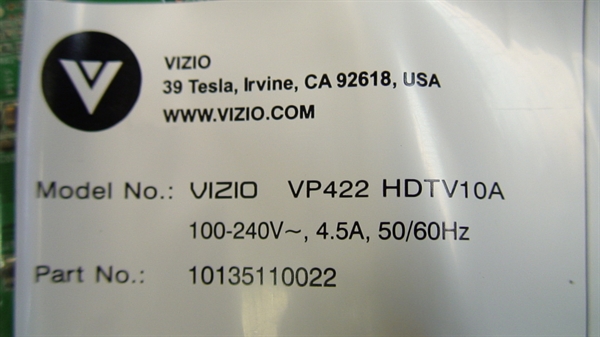 VIZIO
39 Tesla, Irvine, CA 92618, USA
WWW.VIZIO.COM
Model No.: VIZIO VP422 HDTV10A
100-240V~, 4.5A, 50/60Hz
Part No.: 10135110022